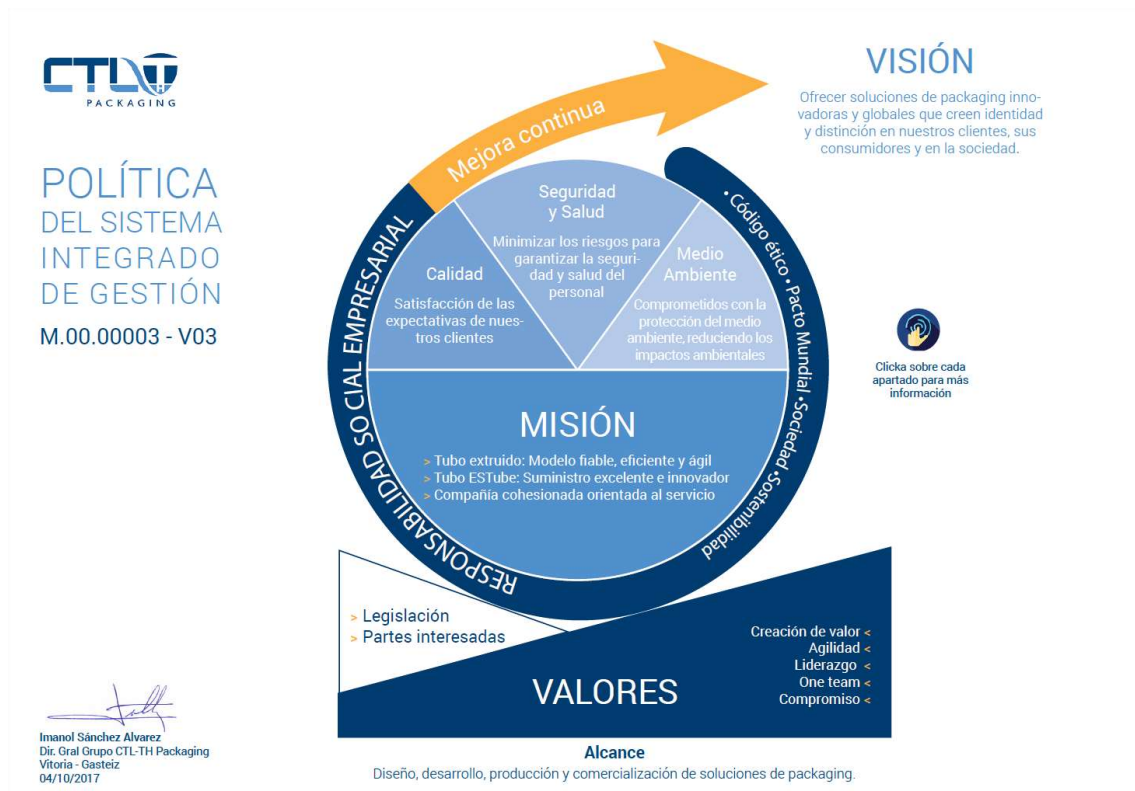 CTL TH
PACKAGING
POLÍTICA
DEL SISTEMA
INTEGRADO
DE GESTIÓN
M.00.00003 - V03
Mejora continua
VISIÓN
Ofrecer soluciones de packaging inno-
vadoras y globales que creen identidad
y distinción en nuestros clientes, sus
consumidores y en la sociedad.
RESPONSABILIDAD SOCIAL EMPRESARIAL
Calidad
Satisfacción de las
expectativas de nues-
tros clientes
Seguridad
y Salud
Minimizar los riesgos para
garantizar la seguri-
dad y salud del
personal
Medio
Ambiente
Comprometidos con la
protección del medio
ambiente, reduciendo los
impactos ambientales
• Código ético • Pacto Mundial • Sociedad • Sostenibilidad
Clicka sobre cada
apartado para más
información
MISIÓN
> Tubo extruido: Modelo fiable, eficiente y ágil
> Tubo ESTube: Suministro excelente e innovador
> Compañía cohesionada orientada al servicio
> Legislación
> Partes interesadas
VALORES
Creación de valor <
Agilidad <
Liderazgo <
One team <
Compromiso <
Imanol Sánchez Alvarez
Dir. Gral Grupo CTL-TH Packaging
Vitoria - Gasteiz
04/10/2017
Alcance
Diseño, desarrollo, producción y comercialización de soluciones de packaging.